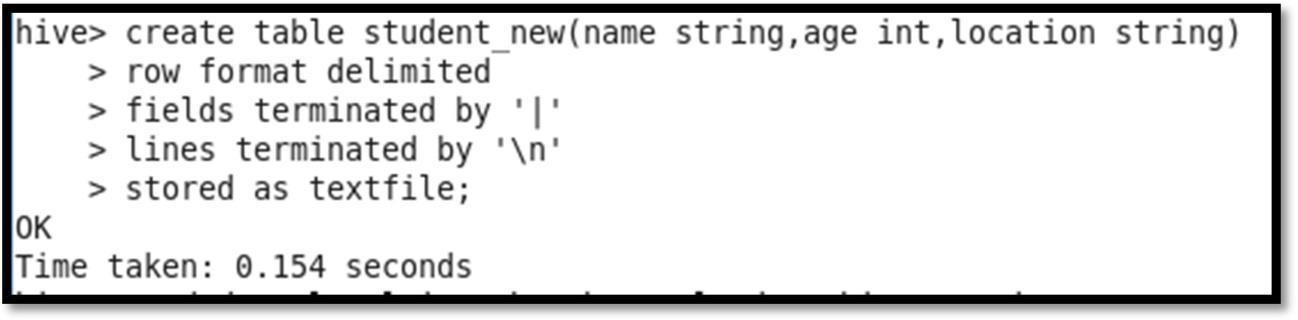 hive> create table student_new(name string,age int,location string)
    > row format delimited
    > fields terminated by '|'
    > lines terminated by '\n'
    > stored as textfile;
OK
Time taken: 0.154 seconds